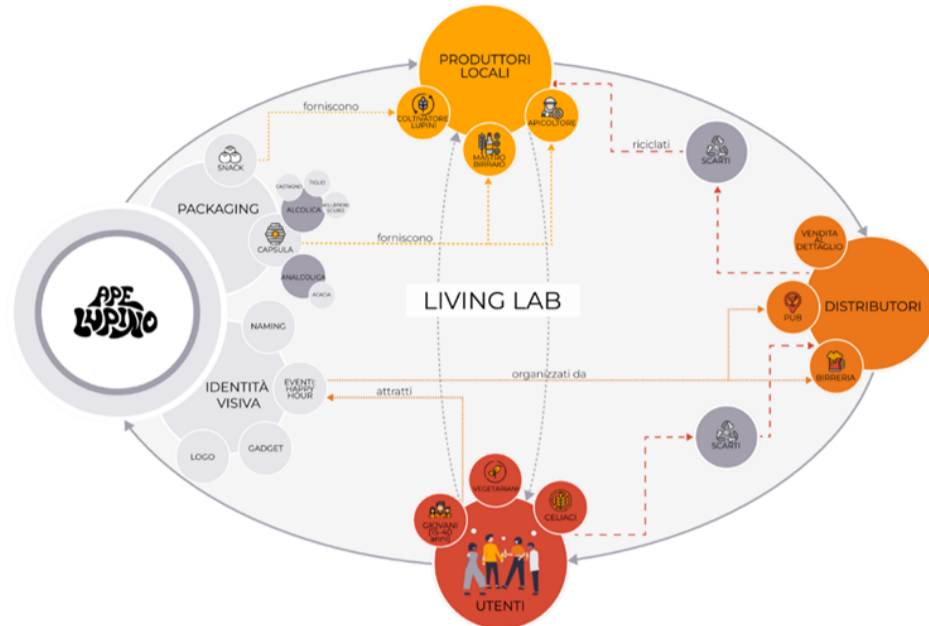 PRODUTTORI
LOCALI
COLTIVATORE
LUPINI
MASTRO
BIRRAIO
APICOLTORE
forniscono
SNACK
PACKAGING
CASTAGNO
TIGLIO
ALCOLICA
MILLEFIORI
SCURO
CAPSULA
forniscono
ANALCOLICA
ACACIA
riciclati
SCARTI
VENDITA
AL
DETTAGLIO
DISTRIBUTORI
PUB
BIRRERIA
APE
LUPINO
LIVING LAB
NAMING
IDENTITÀ
VISIVA
EVENTI
HAPPY
HOUR
organizzati da
attratti
LOGO
GADGET
SCARTI
VEGETARIANI
GIOVANI
(15-40
anni)
CELIACI
UTENTI